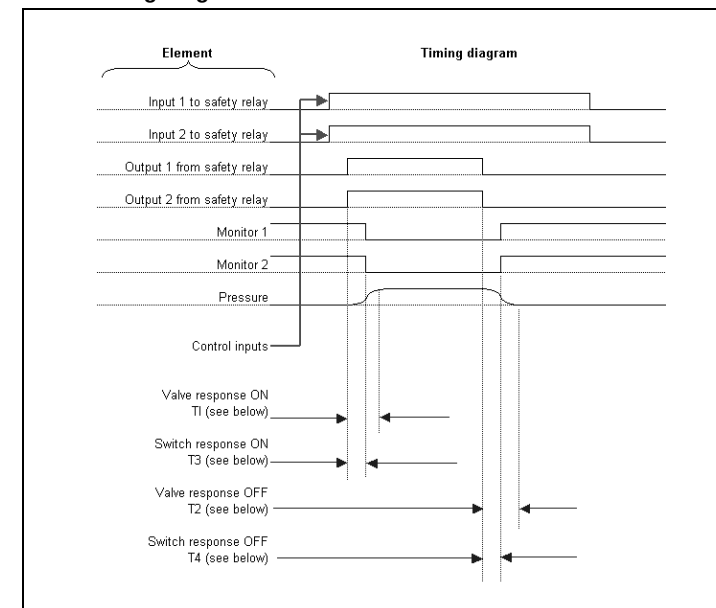 Element
Timing diagram
Input 1 to safety relay
Input 2 to safety relay
Output 1 from safety relay
Output 2 from safety relay
Monitor 1
Monitor 2
Pressure
Control inputs
Valve response ON
T1 (see below)
Switch response ON
T3 (see below)
Valve response OFF
T2 (see below)
Switch response OFF
T4 (see below)